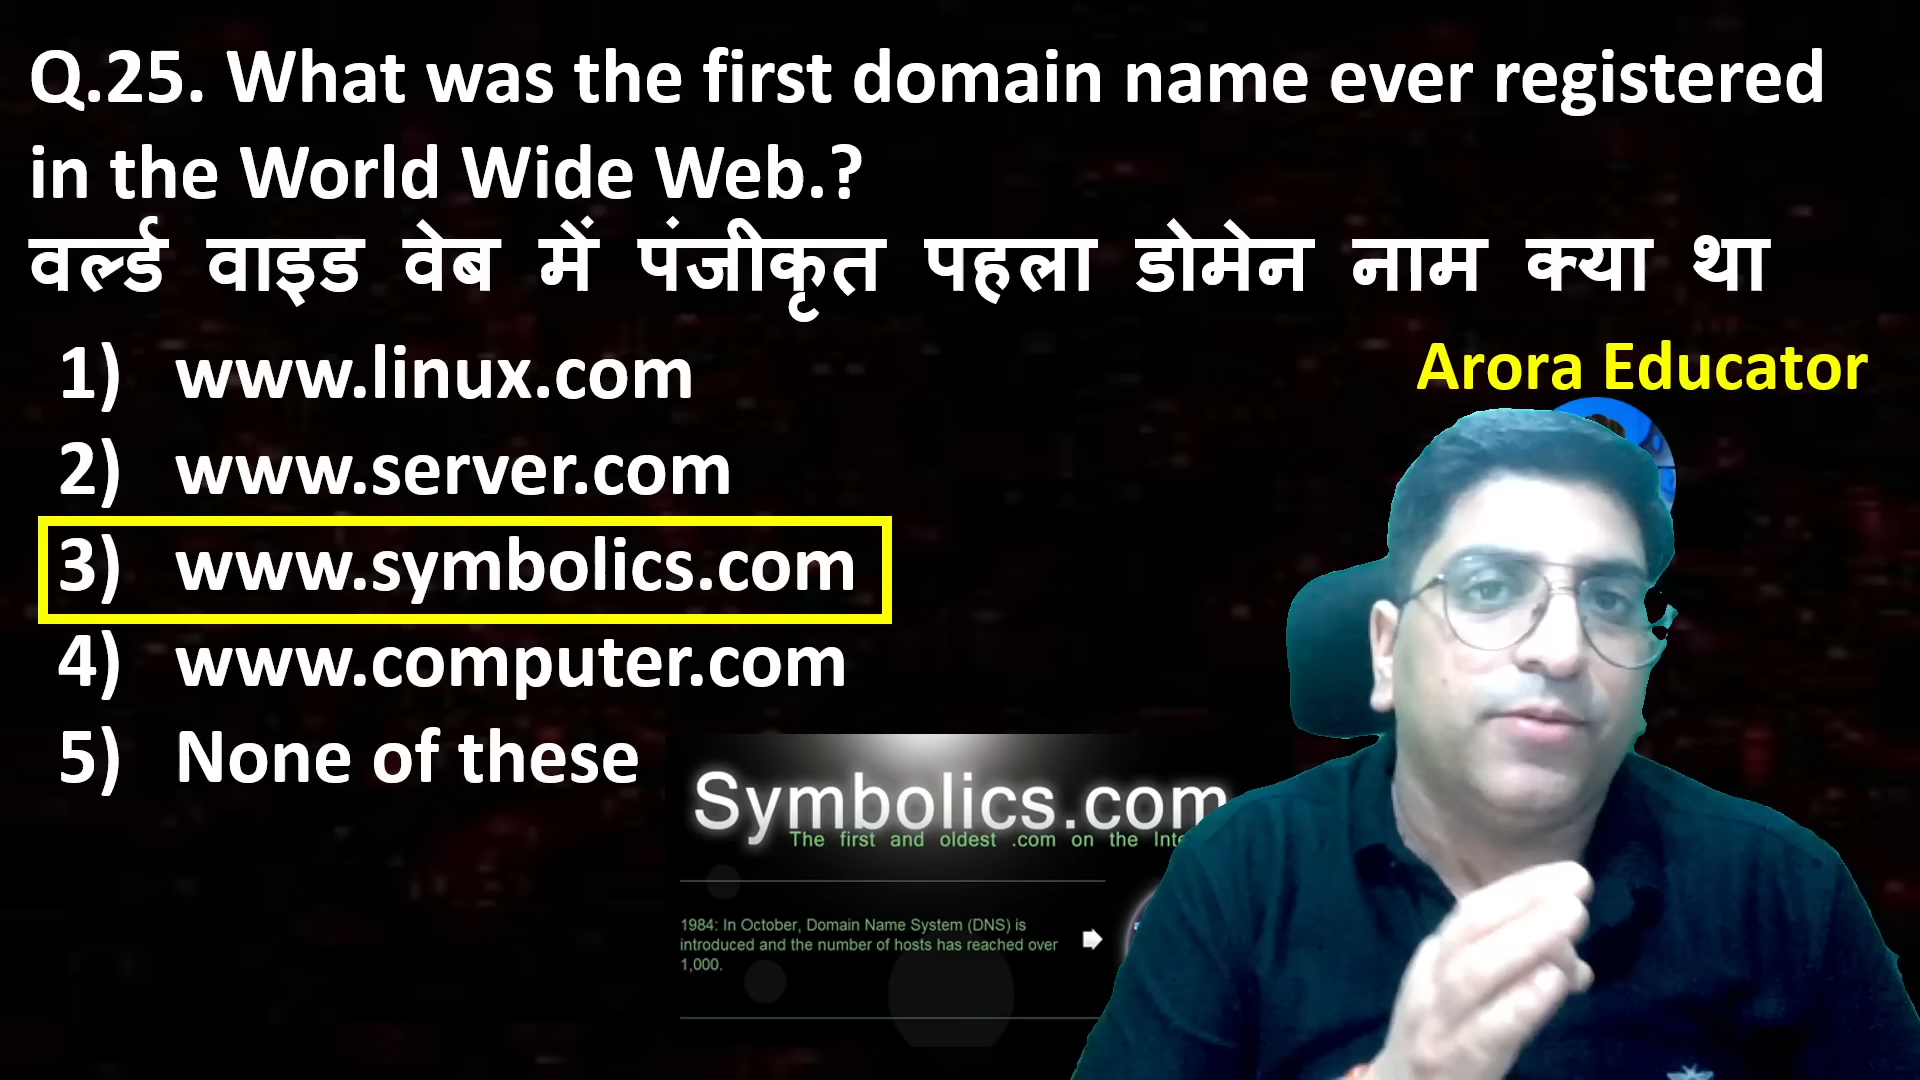 Q.25. What was the first domain name ever registered
in the World Wide Web.?
वर्ल्ड वाइड वेब में पंजीकृत पहला डोमेन नाम क्या था
1) www.linux.com
Arora Educator
2) www.server.com
3) www.symbolics.com
4) www.computer.com
5) None of these
Symbolics.com
The first and oldest .com on the
1984: In October, Domain Name System (DNS) is
introduced and the number of hosts has reached over
1,000.